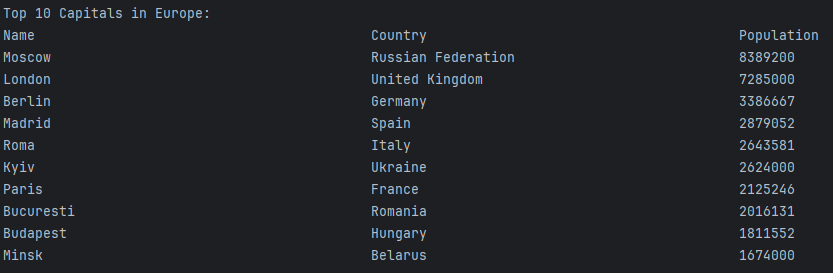 Top 10 Capitals in Europe:
Name Country Population
Moscow Russian Federation 8389200
London United Kingdom 7285000
Berlin Germany 3386667
Madrid Spain 2879052
Roma Italy 2643581
Kyiv Ukraine 2624000
Paris France 2125246
Bucuresti Romania 2016131
Budapest Hungary 1811552
Minsk Belarus 1674000